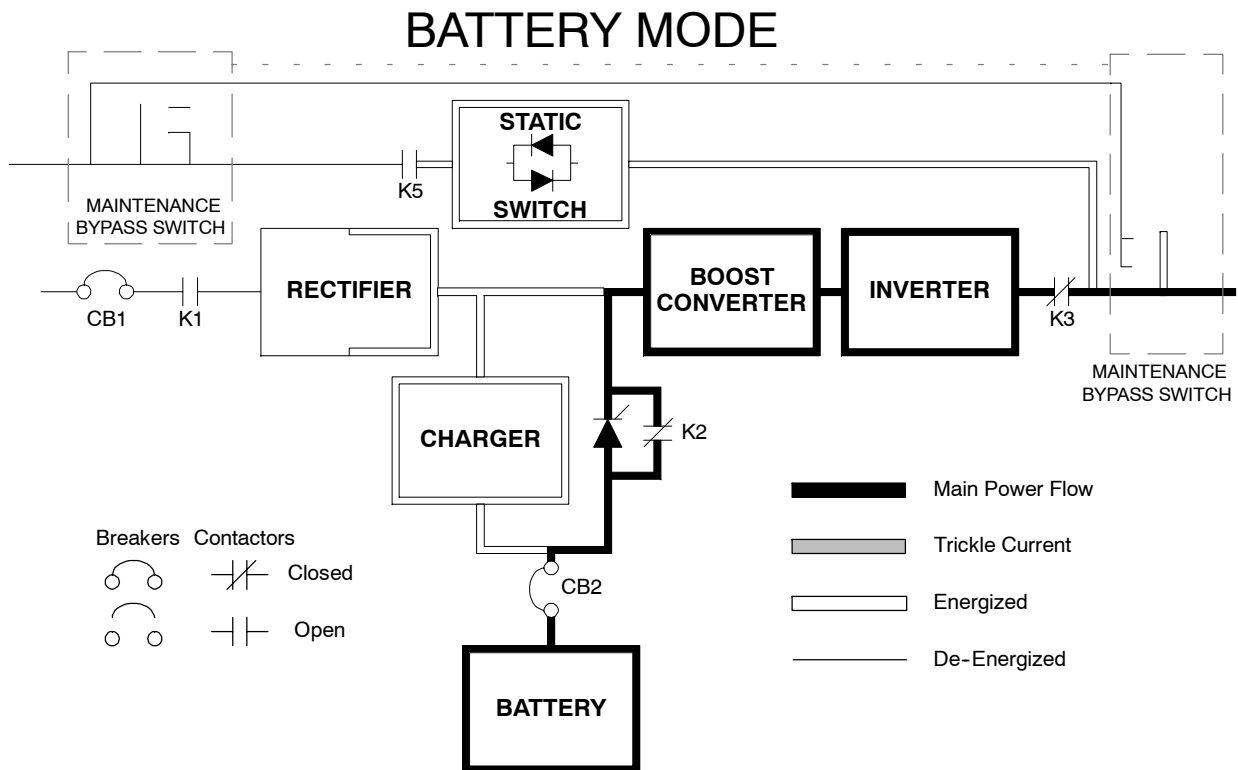 BATTERY MODE
STATIC
SWITCH
K5
MAINTENANCE
BYPASS SWITCH
CB1
K1
RECTIFIER
BOOST
CONVERTER
INVERTER
K3
MAINTENANCE
BYPASS SWITCH
CHARGER
K2
Main Power Flow
Trickle Current
Energized
De-Energized
Breakers Contactors
Closed
Open
CB2
BATTERY